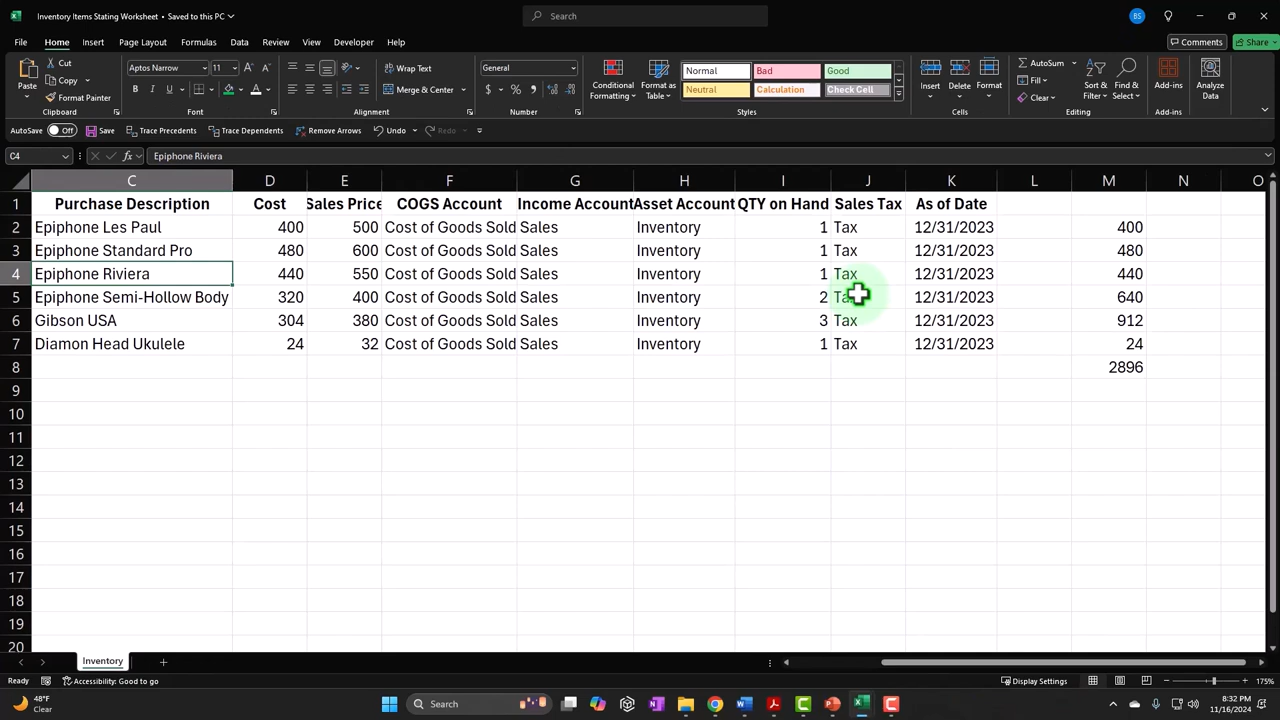 Inventory Items Stating Worksheet • Saved to this PC
Search
BS
File Home Insert Page Layout Formulas Data Review View Developer Help
Comments Share
Paste Cut Copy Format Painter Clipboard
Aptos Narrow 11 Font
Wrap Text Merge & Center Alignment
General Number
Conditional Formatting Format as Table
Normal Bad Good
Neutral Calculation Check Cell
Styles
Insert Delete Format Cells
AutoSum Fill Clear Sort & Filter Find & Select Editing
Add-ins Add-ins
Analyze Data
AutoSave Off Save Trace Precedents Trace Dependents Remove Arrows Undo Redo
C4 fx Epiphone Riviera
C D E F G H I J K L M N O
1 Purchase Description Cost Sales Price COGS Account Income Account Asset Account QTY on Hand Sales Tax As of Date
2 Epiphone Les Paul 400 500 Cost of Goods Sold Sales Inventory 1 Tax 12/31/2023 400
3 Epiphone Standard Pro 480 600 Cost of Goods Sold Sales Inventory 1 Tax 12/31/2023 480
4 Epiphone Riviera 440 550 Cost of Goods Sold Sales Inventory 1 Tax 12/31/2023 440
5 Epiphone Semi-Hollow Body 320 400 Cost of Goods Sold Sales Inventory 2 Tax 12/31/2023 640
6 Gibson USA 304 380 Cost of Goods Sold Sales Inventory 3 Tax 12/31/2023 912
7 Diamon Head Ukulele 24 32 Cost of Goods Sold Sales Inventory 1 Tax 12/31/2023 24
8 2896
9
10
11
12
13
14
15
16
17
18
19
20
Inventory
Ready Accessibility: Good to go Display Settings 175%
48°F
Clear
Search
8:32 PM
11/16/2024